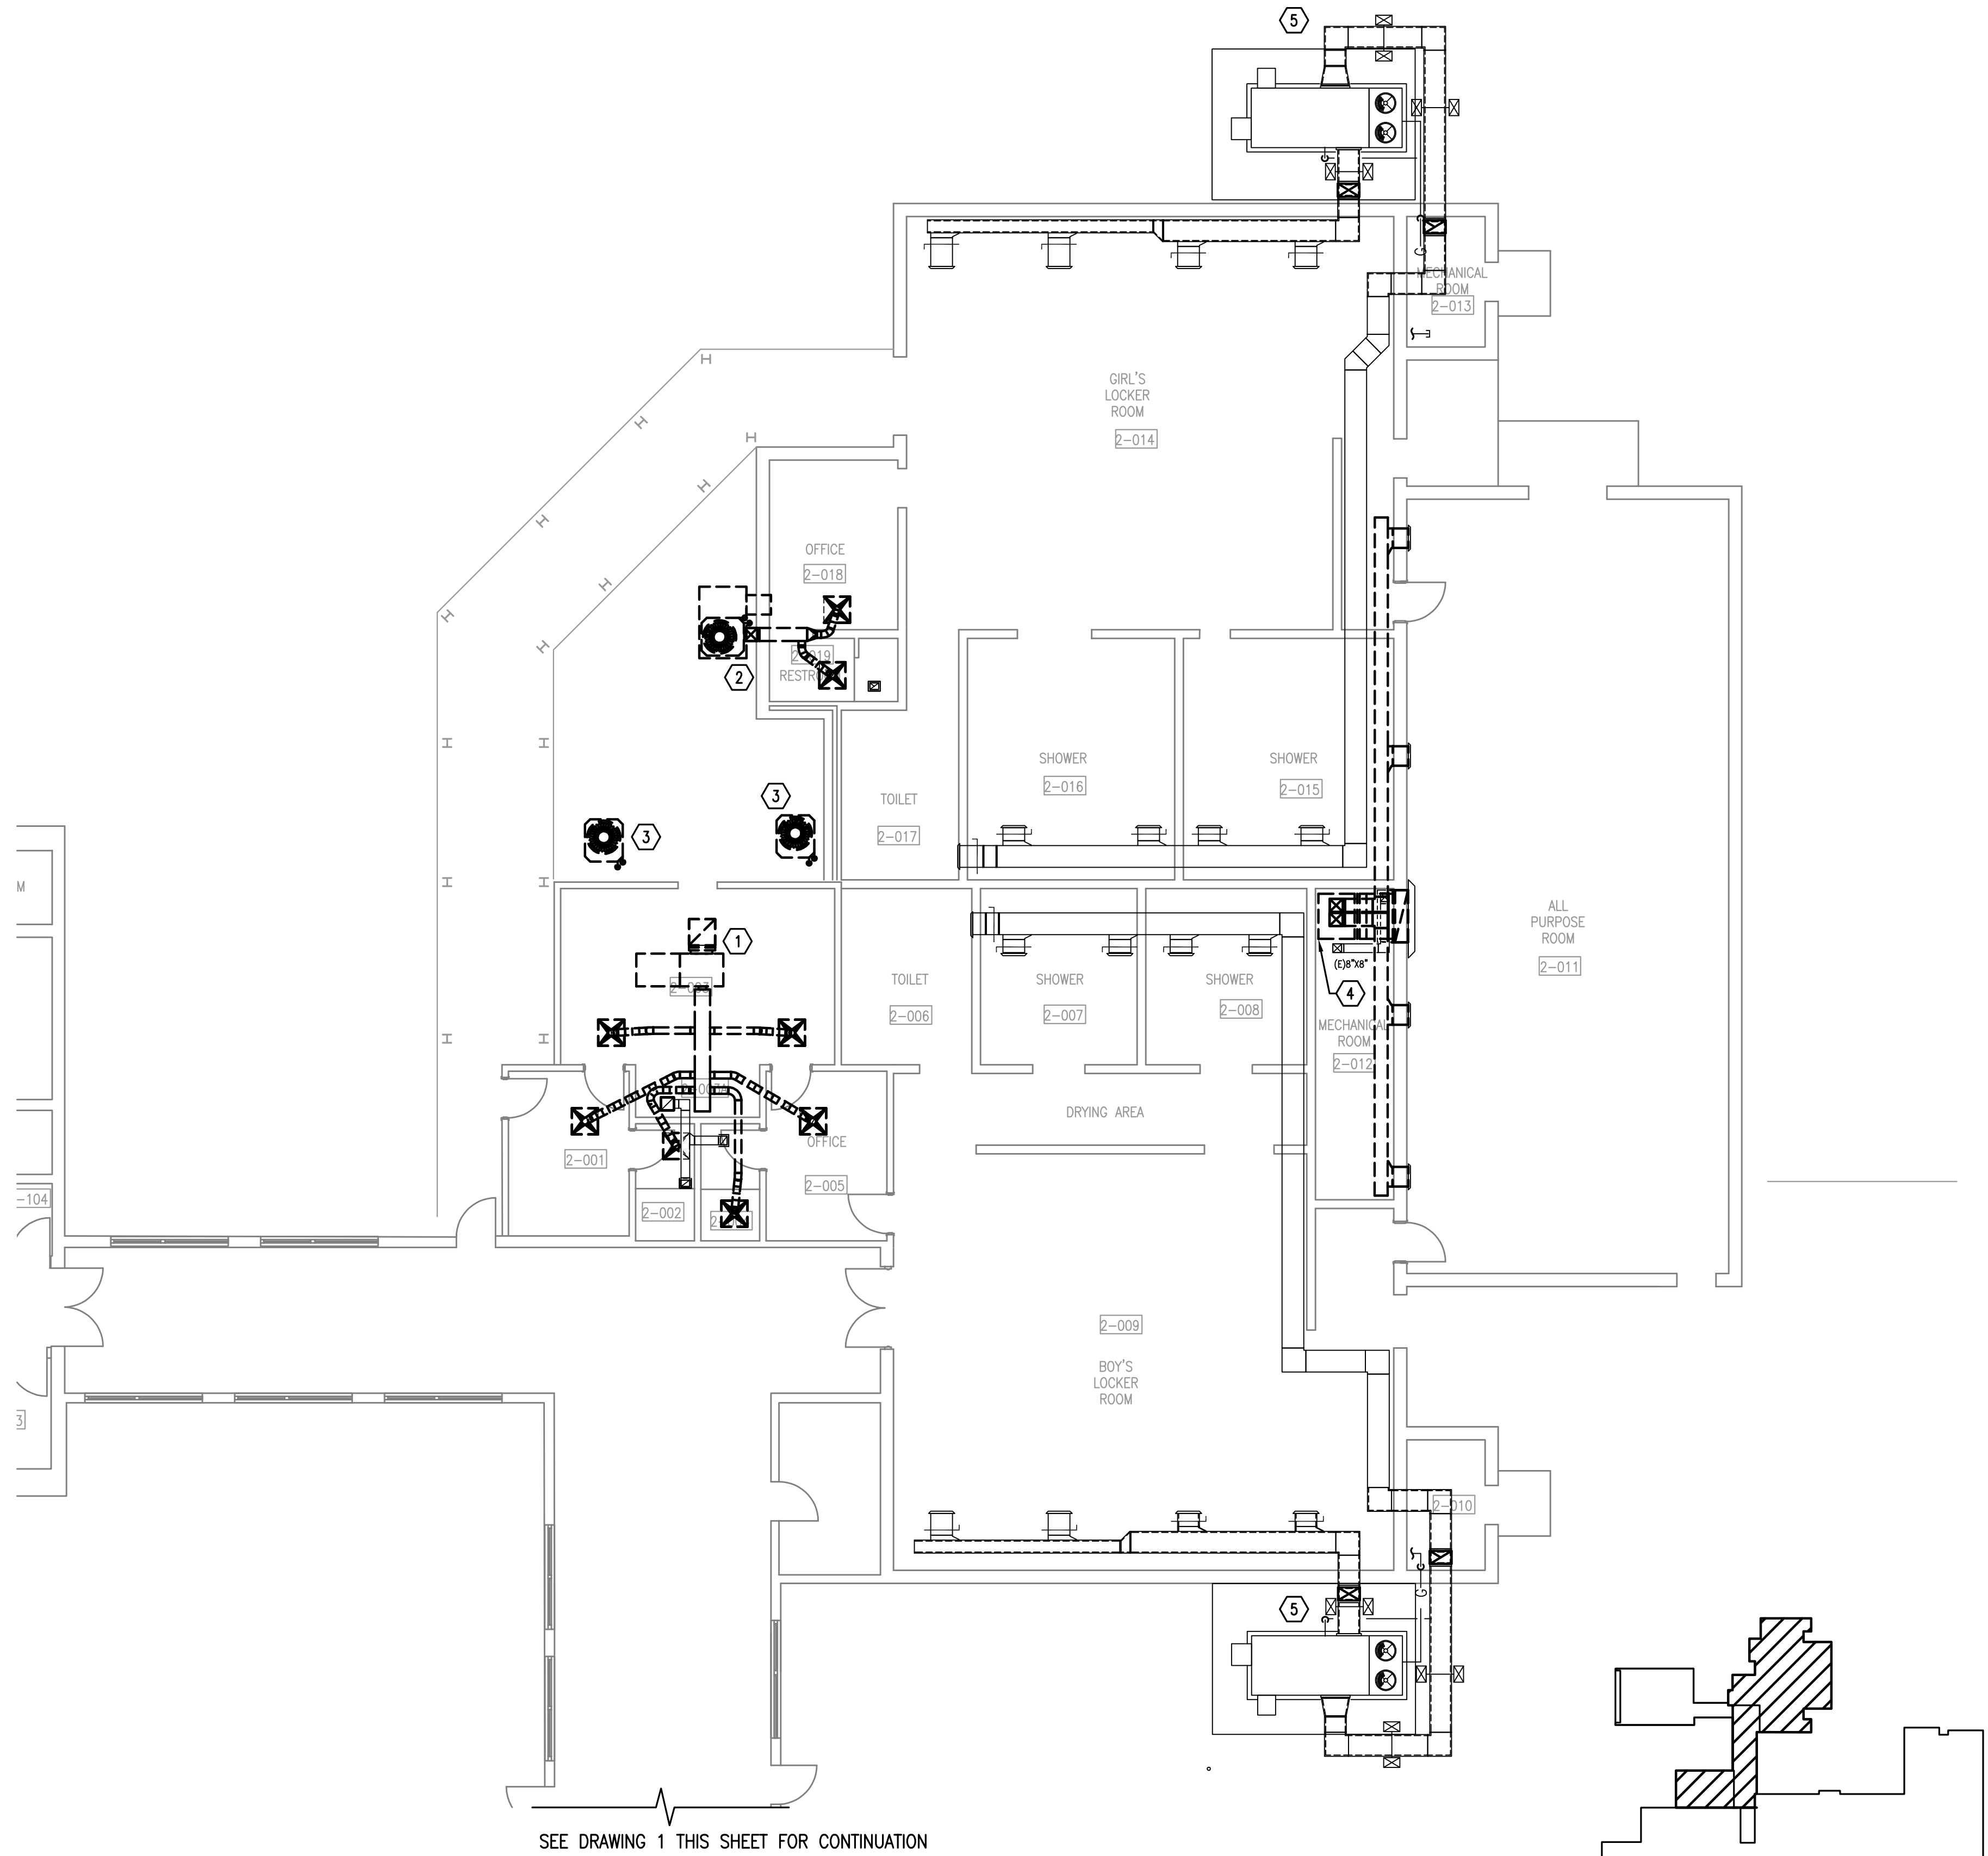 5
G
MECHANICAL
ROOM
2-013
GIRL'S
LOCKER
ROOM
2-014
OFFICE
2-018
2-019
2
SHOWER
2-016
SHOWER
2-015
TOILET
2-017
3
3
M
1
ALL
PURPOSE
ROOM
2-011
(E)8"X8"
4
TOILET
2-006
SHOWER
2-007
SHOWER
2-008
MECHANICAL
ROOM
2-012
DRYING AREA
OFFICE
2-001
2-005
2-002
-104
2-009
BOY'S
LOCKER
ROOM
3
2-010
G
5
SEE DRAWING 1 THIS SHEET FOR CONTINUATION